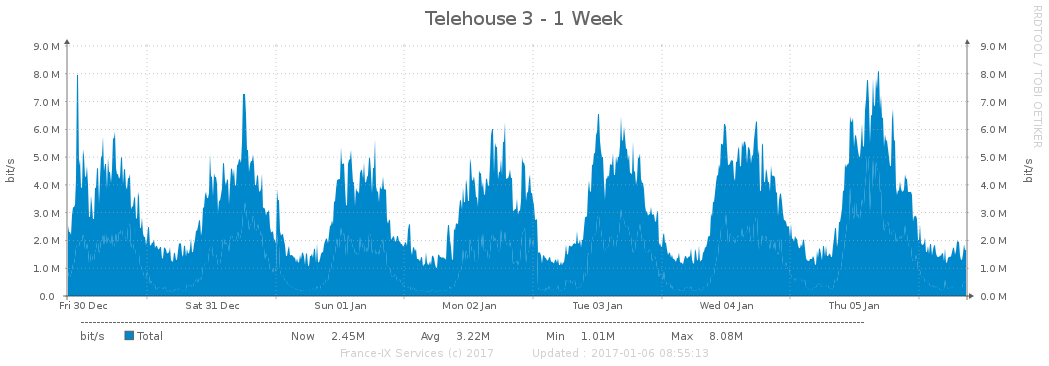 Telehouse 3 - 1 Week
RRDTOOL / TOBI OETIKER
9.0 M 9.0 M
8.0 M 8.0 M
7.0 M 7.0 M
6.0 M 6.0 M
5.0 M 5.0 M
4.0 M 4.0 M
3.0 M 3.0 M
2.0 M 2.0 M
1.0 M 1.0 M
0.0 0.0 M
bit/s bit/s
Fri 30 Dec Sat 31 Dec Sun 01 Jan Mon 02 Jan Tue 03 Jan Wed 04 Jan Thu 05 Jan
bit/s Total Now 2.45M Avg 3.22M Min 1.01M Max 8.08M
France-IX Services (c) 2017 Updated : 2017-01-06 08:55:13